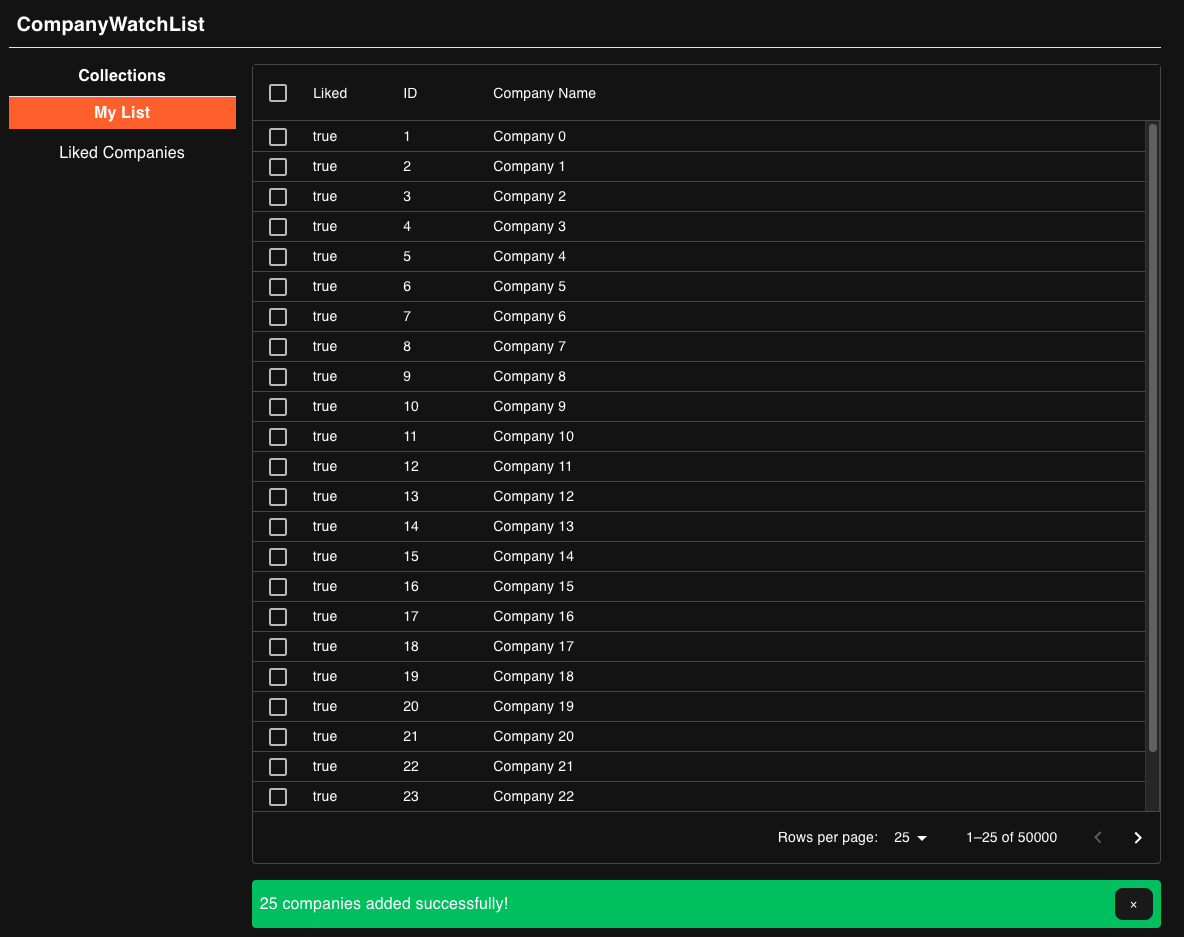 CompanyWatchList
Collections
My List
Liked Companies
Liked ID Company Name
true 1 Company 0
true 2 Company 1
true 3 Company 2
true 4 Company 3
true 5 Company 4
true 6 Company 5
true 7 Company 6
true 8 Company 7
true 9 Company 8
true 10 Company 9
true 11 Company 10
true 12 Company 11
true 13 Company 12
true 14 Company 13
true 15 Company 14
true 16 Company 15
true 17 Company 16
true 18 Company 17
true 19 Company 18
true 20 Company 19
true 21 Company 20
true 22 Company 21
true 23 Company 22
Rows per page: 25 1–25 of 50000
25 companies added successfully! ×